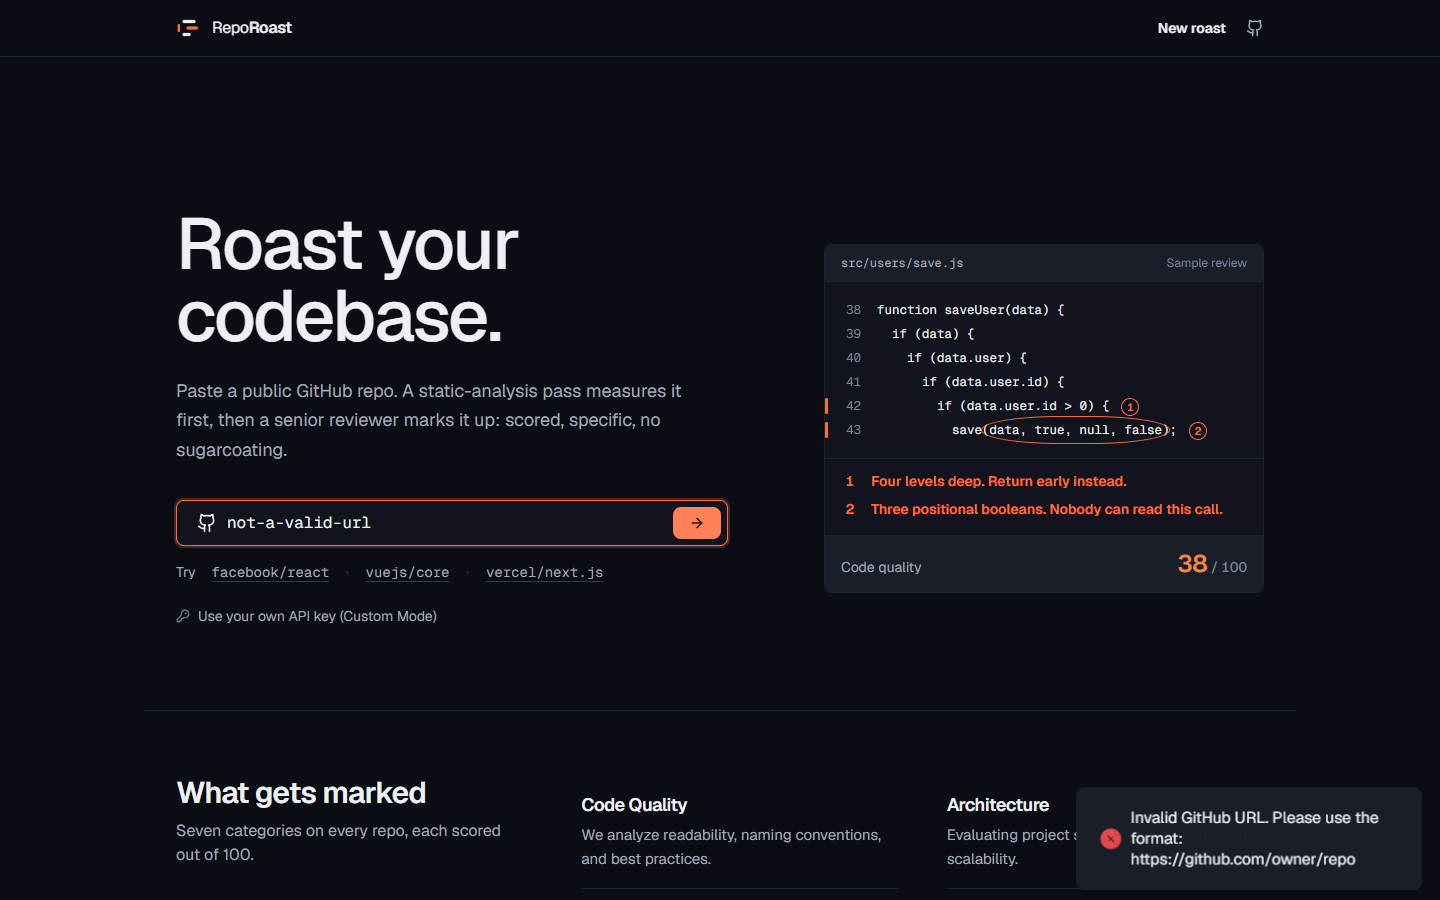 RepoRoast
New roast
Roast your
codebase.
Paste a public GitHub repo. A static-analysis pass measures it
first, then a senior reviewer marks it up: scored, specific, no
sugarcoating.
not-a-valid-url
Try facebook/react · vuejs/core · vercel/next.js
Use your own API key (Custom Mode)
src/users/save.js Sample review
38 function saveUser(data) {
39 if (data) {
40 if (data.user) {
41 if (data.user.id) {
42 if (data.user.id > 0) { 1
43 save(data, true, null, false); 2
1 Four levels deep. Return early instead.
2 Three positional booleans. Nobody can read this call.
Code quality 38 / 100
What gets marked
Seven categories on every repo, each scored
out of 100.
Code Quality
We analyze readability, naming conventions,
and best practices.
Architecture
Evaluating project
scalability.
Invalid GitHub URL. Please use the
format:
https://github.com/owner/repo